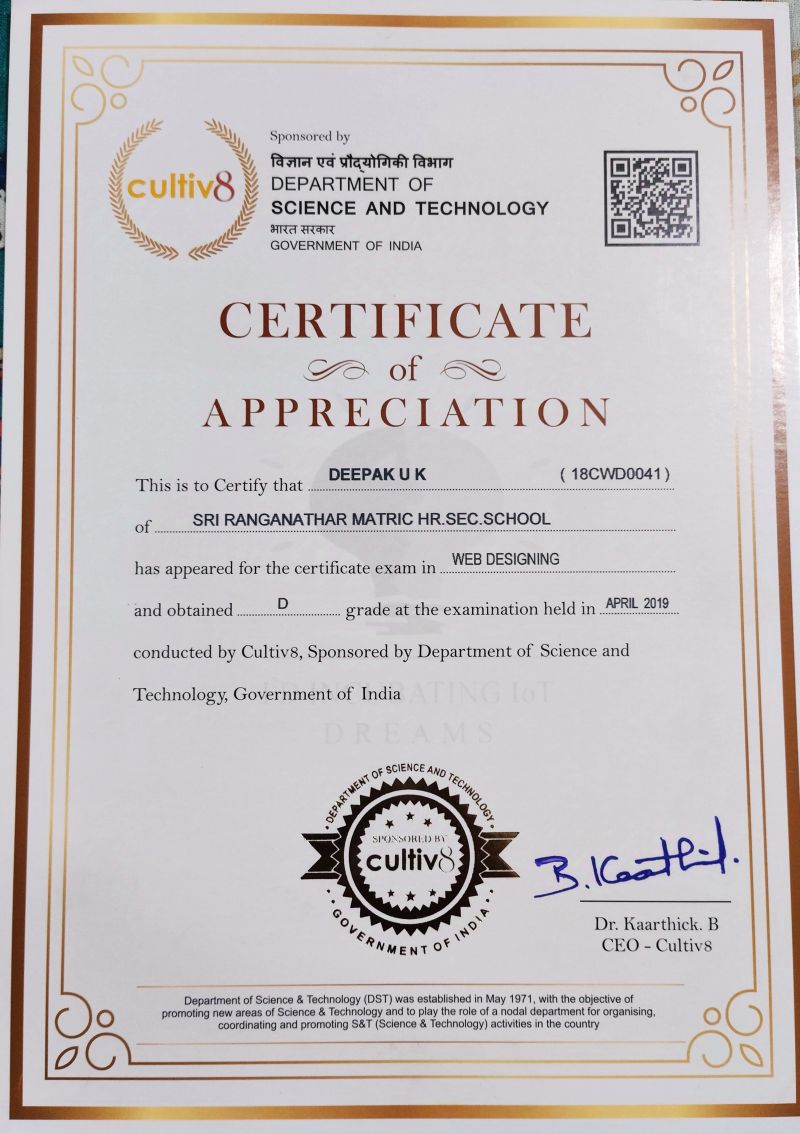 cultiv8
Sponsored by
विज्ञान एवं प्रौद्योगिकी विभाग
DEPARTMENT OF
SCIENCE AND TECHNOLOGY
भारत सरकार
GOVERNMENT OF INDIA
CERTIFICATE
of
APPRECIATION
This is to Certify that DEEPAK U K ( 18CWD0041 )
of SRI RANGANATHAR MATRIC HR.SEC.SCHOOL
has appeared for the certificate exam in WEB DESIGNING
and obtained D grade at the examination held in APRIL 2019
conducted by Cultiv8, Sponsored by Department of Science and
Technology, Government of India
INCUBATING IoT
DREAMS
DEPARTMENT OF SCIENCE AND TECHNOLOGY
SPONSORED BY
cultiv8
GOVERNMENT OF INDIA
B. Kaarthick.
Dr. Kaarthick. B
CEO - Cultiv8
Department of Science & Technology (DST) was established in May 1971, with the objective of
promoting new areas of Science & Technology and to play the role of a nodal department for organising,
coordinating and promoting S&T (Science & Technology) activities in the country